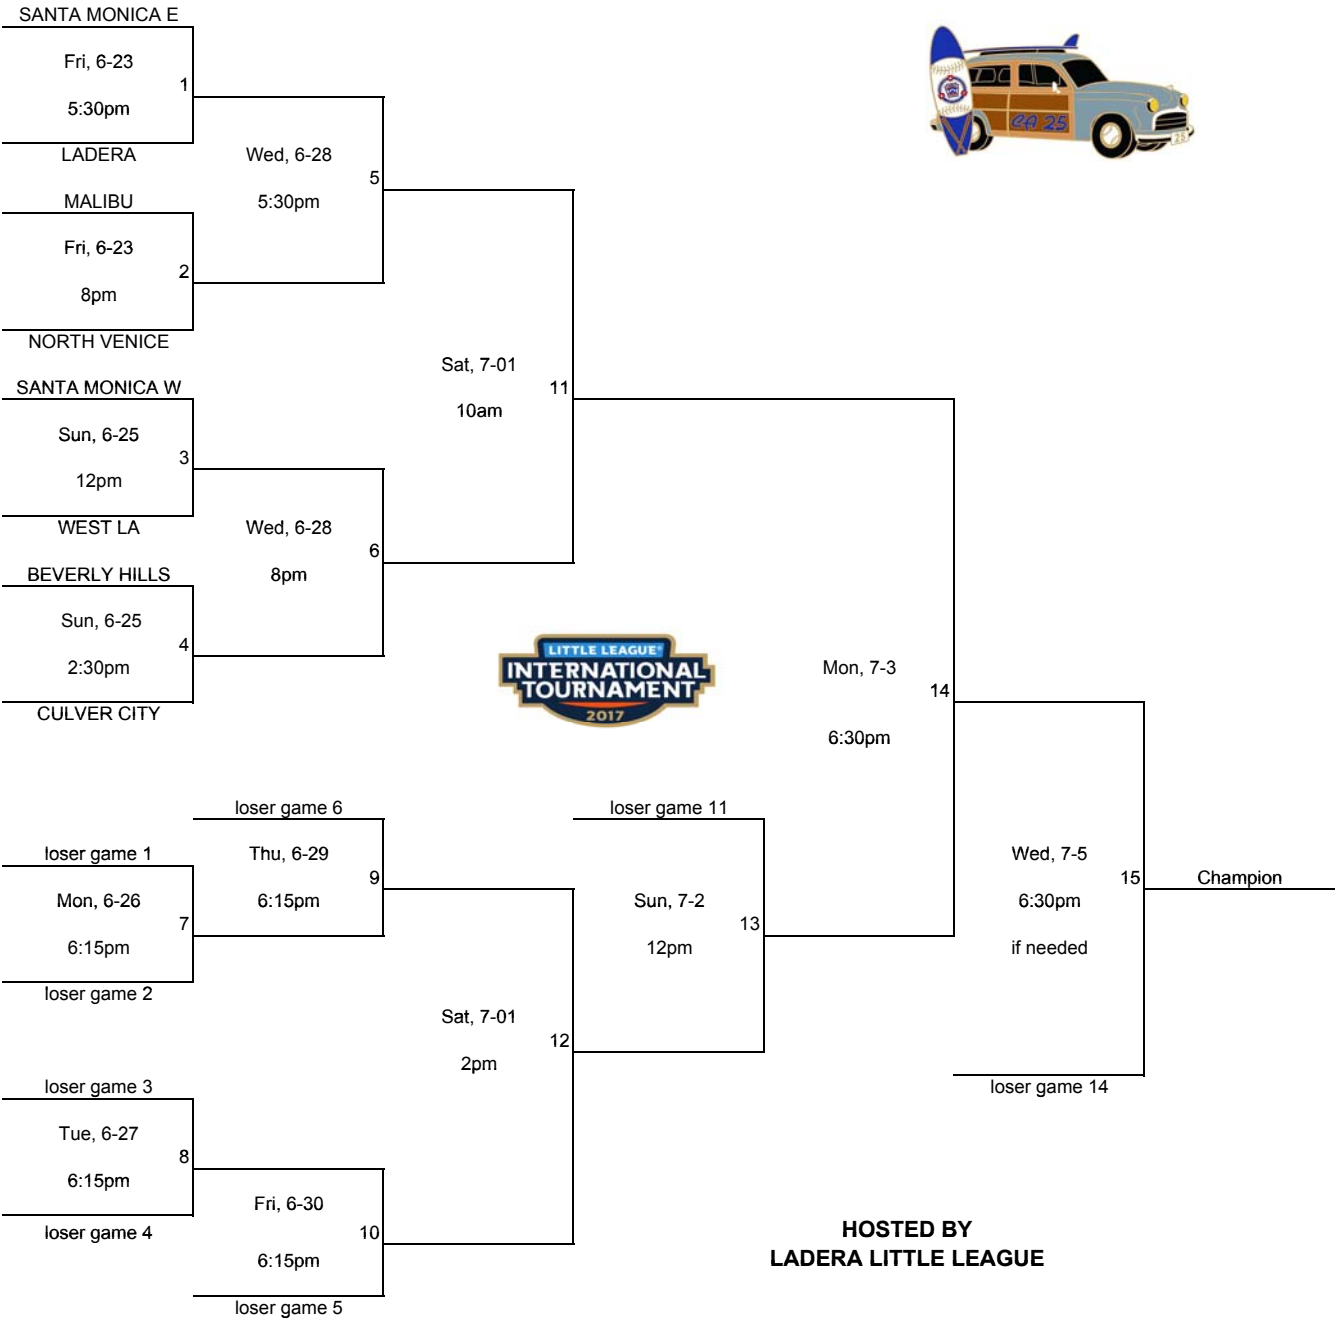 SANTA MONICA E
Fri, 6-23
1
5:30pm
LADERA
Wed, 6-28
5
5:30pm
MALIBU
Fri, 6-23
2
8pm
NORTH VENICE
Sat, 7-01
11
10am
SANTA MONICA W
Sun, 6-25
3
12pm
WEST LA
Wed, 6-28
6
8pm
BEVERLY HILLS
Sun, 6-25
4
2:30pm
CULVER CITY
CA 25
25
LITTLE LEAGUE®
INTERNATIONAL
TOURNAMENT
2017
Mon, 7-3
14
6:30pm
loser game 6
Thu, 6-29
9
6:15pm
loser game 1
Mon, 6-26
7
6:15pm
loser game 2
loser game 11
Sun, 7-2
13
12pm
Sat, 7-01
12
2pm
Wed, 7-5
15
6:30pm
if needed
Champion
loser game 14
loser game 3
Tue, 6-27
8
6:15pm
loser game 4
Fri, 6-30
10
6:15pm
loser game 5
HOSTED BY
LADERA LITTLE LEAGUE